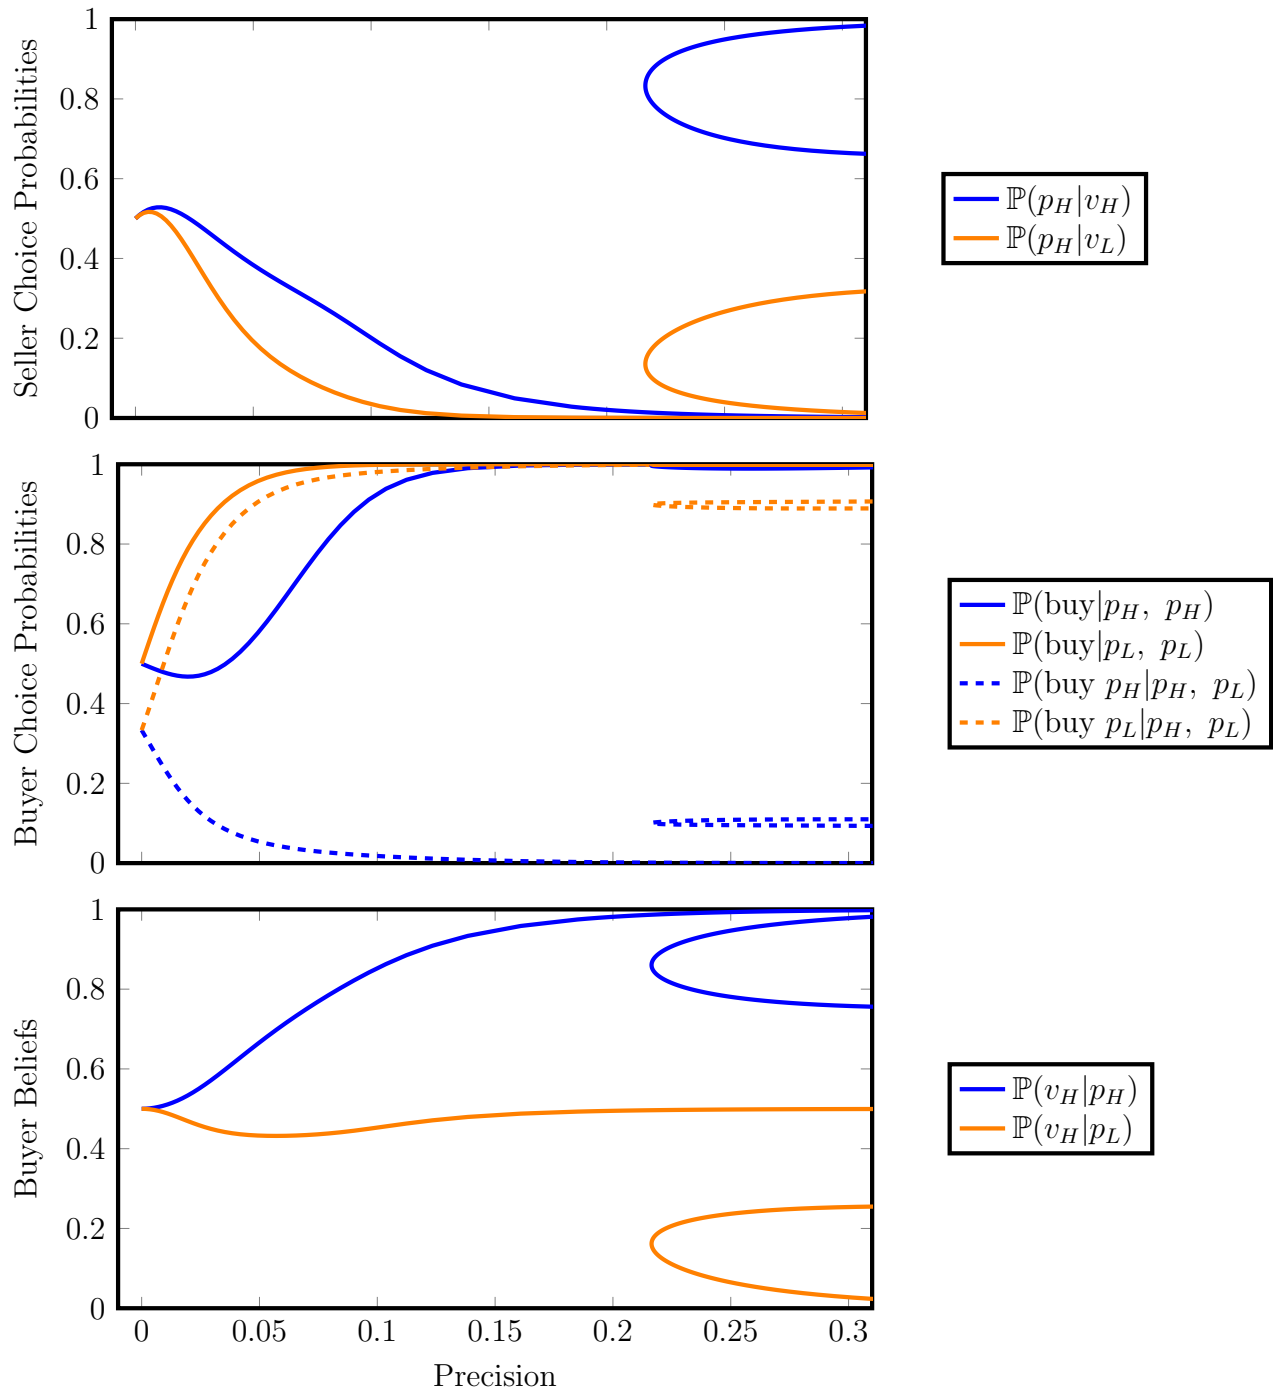 Seller Choice Probabilities
1
0.8
0.6
0.4
0.2
0
ℙ(p_H|v_H)
ℙ(p_H|v_L)
Buyer Choice Probabilities
1
0.8
0.6
0.4
0.2
0
ℙ(buy|p_H, p_H)
ℙ(buy|p_L, p_L)
ℙ(buy p_H|p_H, p_L)
ℙ(buy p_L|p_H, p_L)
Buyer Beliefs
1
0.8
0.6
0.4
0.2
0
0 0.05 0.1 0.15 0.2 0.25 0.3
Precision
ℙ(v_H|p_H)
ℙ(v_H|p_L)